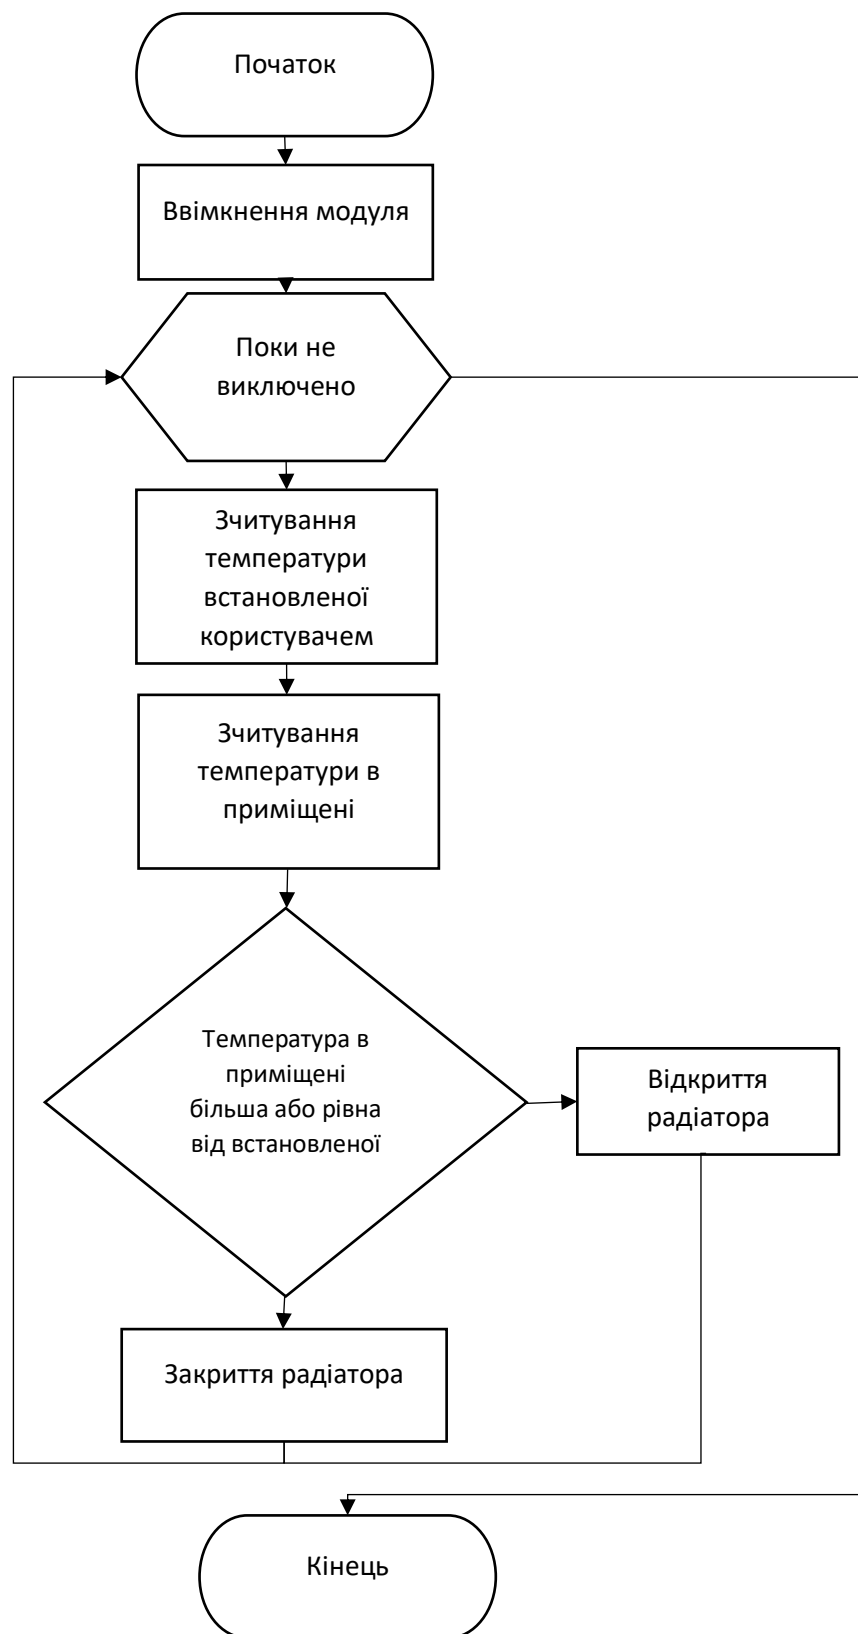 Початок
Ввімкнення модуля
Поки не
виключено
Зчитування
температури
встановленої
користувачем
Зчитування
температури в
приміщені
Температура в
приміщені
більша або рівна
від встановленої
Відкриття
радіатора
Закриття радіатора
Кінець